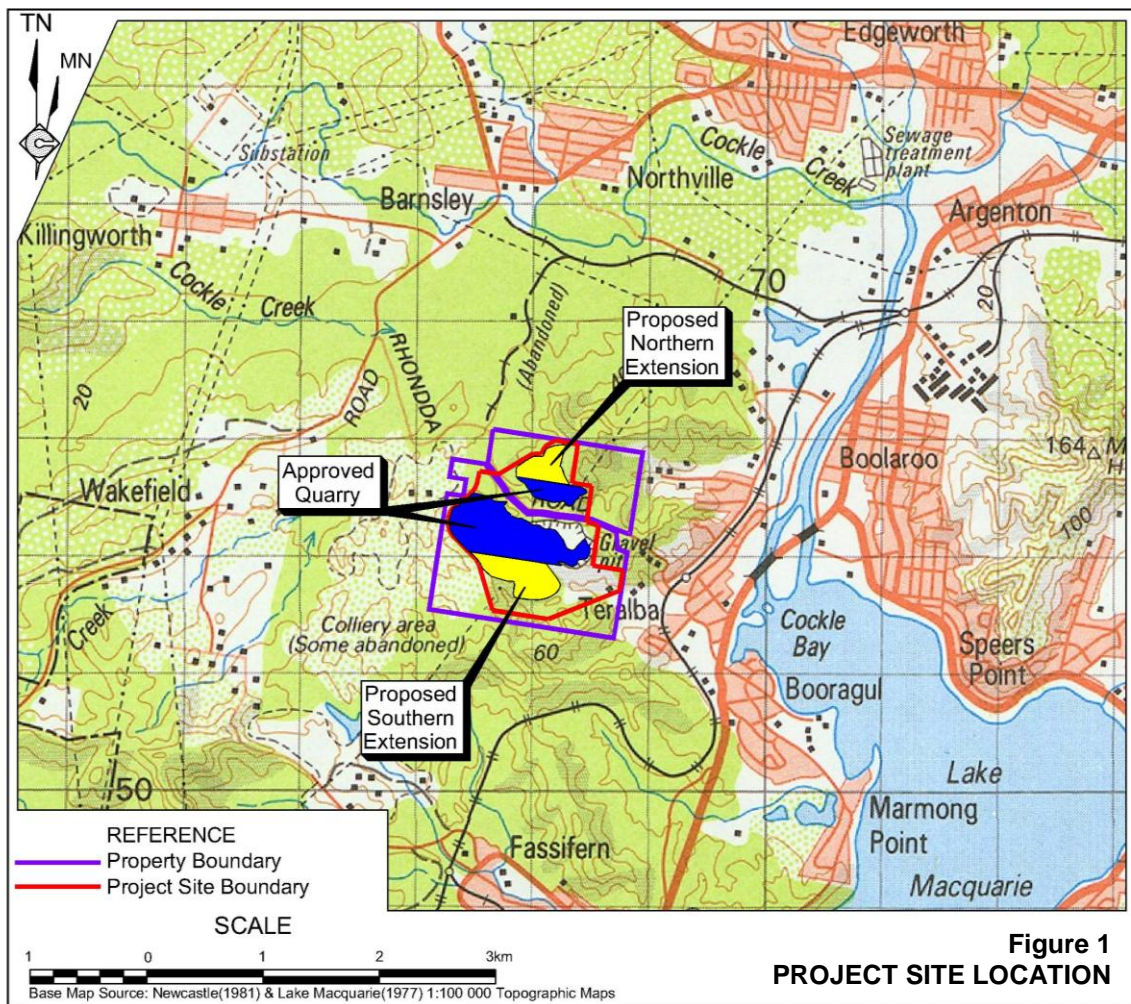 TN
MN
Edgeworth
Cockle
Creek
Sewage
treatment
plant
Substation
Barnsley
Northville
Argenton
Killingworth
Cockle
Creek
70
20
(Abandoned)
Proposed
Northern
Extension
RHONDDA
ROAD
20
Approved
Quarry
Wakefield
ROAD
Boolaroo
164
M
H
100
Gravel
pit
Creek
Teralba
Colliery area
(Some abandoned)
60
Cockle
Bay
Speers
Point
Booragul
Proposed
Southern
Extension
50
Lake
Marmong
Point
Fassifern
Macquarie
REFERENCE
Property Boundary
Project Site Boundary
SCALE
1 0 1 2 3km
Base Map Source: Newcastle(1981) & Lake Macquarie(1977) 1:100 000 Topographic Maps
Figure 1
PROJECT SITE LOCATION